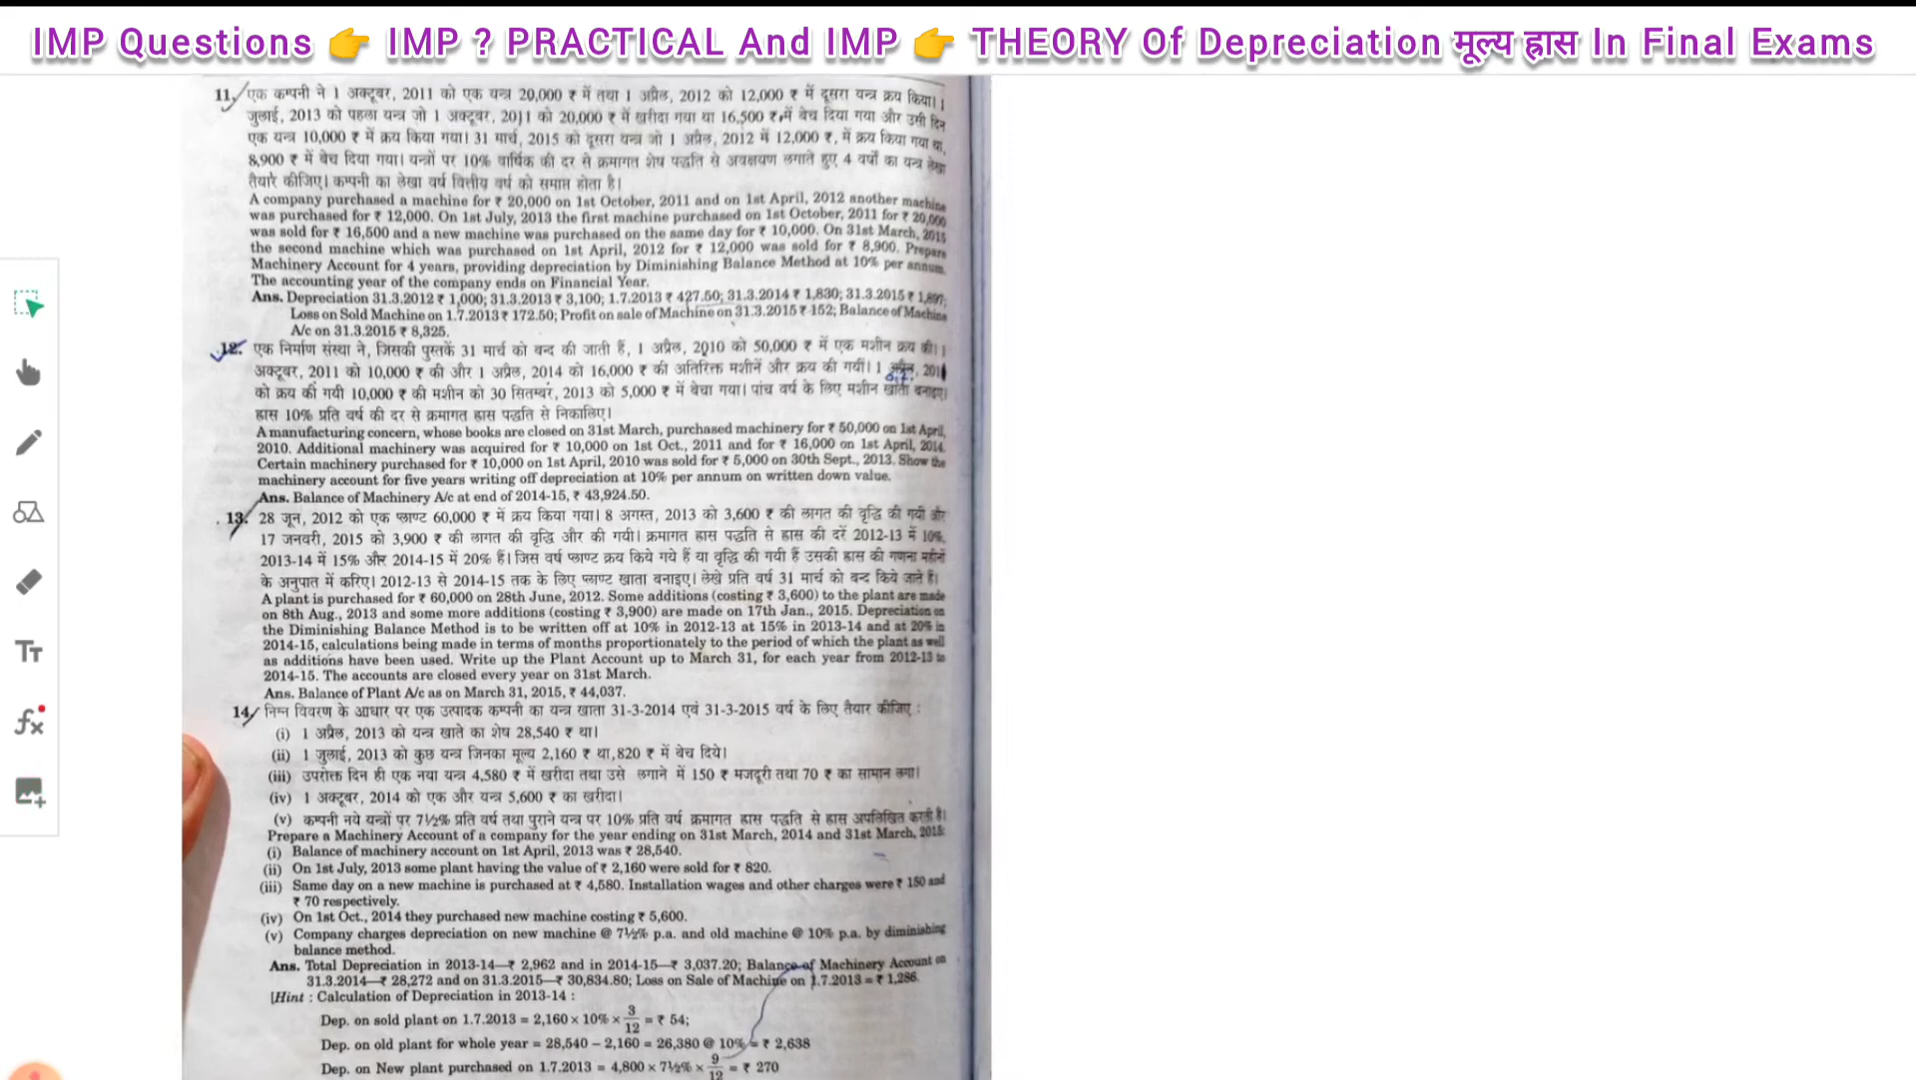 IMP Questions 👉 IMP ? PRACTICAL And IMP 👉 THEORY Of Depreciation मूल्य ह्रास In Final Exams
11. एक कम्पनी ने 1 अक्टूबर, 2011 को एक यन्त्र 20,000 ₹ में तथा 1 अप्रैल, 2012 को 12,000 ₹ में दूसरा यन्त्र क्रय किया। 1
जुलाई, 2013 को पहला यन्त्र जो 1 अक्टूबर, 2011 को 20,000 ₹ में खरीदा गया था 16,500 ₹ में बेच दिया गया और उसी दिन
एक यन्त्र 10,000 ₹ में क्रय किया गया। 31 मार्च, 2015 को दूसरा यन्त्र जो 1 अप्रैल, 2012 में 12,000 ₹, में क्रय किया गया था,
8,900 ₹ में बेच दिया गया। यन्त्रों पर 10% वार्षिक की दर से क्रमागत शेष पद्धति से अवक्षयण लगाते हुए 4 वर्षों का यन्त्र लेखा
तैयार कीजिए। कम्पनी का लेखा वर्ष वित्तीय वर्ष को समाप्त होता है।
A company purchased a machine for ₹ 20,000 on 1st October, 2011 and on 1st April, 2012 another machine
was purchased for ₹ 12,000. On 1st July, 2013 the first machine purchased on 1st October, 2011 for ₹ 20,000
was sold for ₹ 16,500 and a new machine was purchased on the same day for ₹ 10,000. On 31st March, 2015
the second machine which was purchased on 1st April, 2012 for ₹ 12,000 was sold for ₹ 8,900. Prepare
Machinery Account for 4 years, providing depreciation by Diminishing Balance Method at 10% per annum.
The accounting year of the company ends on Financial Year.
Ans. Depreciation 31.3.2012 ₹ 1,000; 31.3.2013 ₹ 3,100; 1.7.2013 ₹ 427.50; 31.3.2014 ₹ 1,830; 31.3.2015 ₹
Loss on Sold Machine on 1.7.2013 ₹ 172.50; Profit on sale of Machine on 31.3.2015 ₹ 152; Balance of Machine
A/c on 31.3.2015 ₹ 8,325.
12. एक निर्माण संस्था ने, जिसकी पुस्तकें 31 मार्च को बन्द की जाती हैं, 1 अप्रैल, 2010 को 50,000 ₹ में एक मशीन क्रय की। 1
अक्टूबर, 2011 को 10,000 ₹ की और 1 अप्रैल, 2014 को 16,000 ₹ की अतिरिक्त मशीनें और क्रय की गयीं। 1 अप्रैल,
को क्रय की गयी 10,000 ₹ की मशीन को 30 सितम्बर, 2013 को 5,000 ₹ में बेचा गया। पांच वर्ष के लिए मशीन खाता बनाइए।
ह्रास 10% प्रति वर्ष की दर से क्रमागत ह्रास पद्धति से निकालिए।
A manufacturing concern, whose books are closed on 31st March, purchased machinery for ₹ 50,000 on 1st April,
2010. Additional machinery was acquired for ₹ 10,000 on 1st Oct., 2011 and for ₹ 16,000 on 1st April, 2014.
Certain machinery purchased for ₹ 10,000 on 1st April, 2010 was sold for ₹ 5,000 on 30th Sept., 2013. Show the
machinery account for five years writing off depreciation at 10% per annum on written down value.
Ans. Balance of Machinery A/c at end of 2014-15, ₹ 43,924.50.
13. 28 जून, 2012 को एक प्लाण्ट 60,000 ₹ में क्रय किया गया। 8 अगस्त, 2013 को 3,600 ₹ की लागत की वृद्धि की गयी और
17 जनवरी, 2015 को 3,900 ₹ की लागत की वृद्धि और की गयी। क्रमागत ह्रास पद्धति से ह्रास की दरें 2012-13 में 10%,
2013-14 में 15% और 2014-15 में 20% हैं। जिस वर्ष प्लाण्ट क्रय किये गये हैं या वृद्धि की गयी हैं उसकी ह्रास की गणना महीनों
के अनुपात में करिए। 2012-13 से 2014-15 तक के लिए प्लाण्ट खाता बनाइए। लेखे प्रति वर्ष 31 मार्च को बन्द किये जाते हैं।
A plant is purchased for ₹ 60,000 on 28th June, 2012. Some additions (costing ₹ 3,600) to the plant are made
on 8th Aug., 2013 and some more additions (costing ₹ 3,900) are made on 17th Jan., 2015. Depreciation on
the Diminishing Balance Method is to be written off at 10% in 2012-13 at 15% in 2013-14 and at 20% in
2014-15, calculations being made in terms of months proportionately to the period of which the plant as well
as additions have been used. Write up the Plant Account up to March 31, for each year from 2012-13 to
2014-15. The accounts are closed every year on 31st March.
Ans. Balance of Plant A/c as on March 31, 2015, ₹ 44,037.
14. निम्न विवरण के आधार पर एक उत्पादक कम्पनी का यन्त्र खाता 31-3-2014 एवं 31-3-2015 वर्ष के लिए तैयार कीजिए :
(i) 1 अप्रैल, 2013 को यन्त्र खाते का शेष 28,540 ₹ था।
(ii) 1 जुलाई, 2013 को कुछ यन्त्र जिनका मूल्य 2,160 ₹ था, 820 ₹ में बेच दिये।
(iii) उपरोक्त दिन ही एक नया यन्त्र 4,580 ₹ में खरीदा तथा उसे लगाने में 150 ₹ मजदूरी तथा 70 ₹ का सामान लगा।
(iv) 1 अक्टूबर, 2014 को एक और यन्त्र 5,600 ₹ का खरीदा।
(v) कम्पनी नये यन्त्रों पर 7½% प्रति वर्ष तथा पुराने यन्त्र पर 10% प्रति वर्ष क्रमागत ह्रास पद्धति से ह्रास अपलिखित करती है।
Prepare a Machinery Account of a company for the year ending on 31st March, 2014 and 31st March, 2015:
(i) Balance of machinery account on 1st April, 2013 was ₹ 28,540.
(ii) On 1st July, 2013 some plant having the value of ₹ 2,160 were sold for ₹ 820.
(iii) Same day on a new machine is purchased at ₹ 4,580. Installation wages and other charges were ₹ 150 and
₹ 70 respectively.
(iv) On 1st Oct., 2014 they purchased new machine costing ₹ 5,600.
(v) Company charges depreciation on new machine @ 7½% p.a. and old machine @ 10% p.a. by diminishing
balance method.
Ans. Total Depreciation in 2013-14—₹ 2,962 and in 2014-15—₹ 3,037.20; Balance of Machinery Account on
31.3.2014—₹ 28,272 and on 31.3.2015—₹ 30,834.80; Loss on Sale of Machine on 1.7.2013 = ₹ 1,286.
[Hint : Calculation of Depreciation in 2013-14 :
Dep. on sold plant on 1.7.2013 = 2,160 × 10% × 3/12 = ₹ 54;
Dep. on old plant for whole year = 28,540 – 2,160 = 26,380 @ 10% = ₹ 2,638
Dep. on New plant purchased on 1.7.2013 = 4,800 × 7½% × 9/12 = ₹ 270